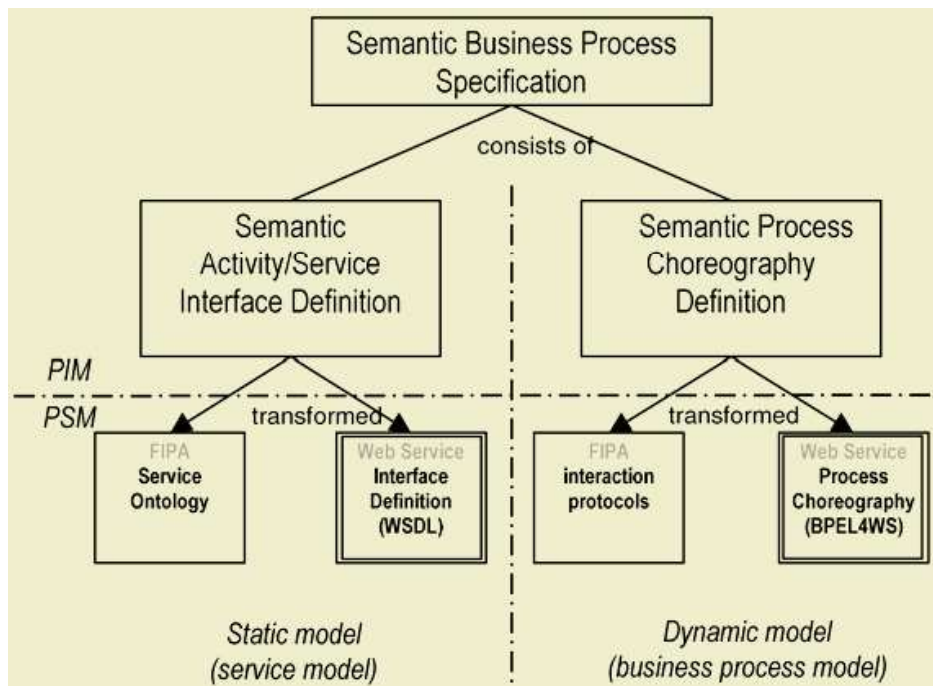 Semantic Business Process
Specification
consists of
Semantic
Activity/Service
Interface Definition
Semantic Process
Choreography
Definition
PIM
PSM
transformed
transformed
FIPA
Service
Ontology
Web Service
Interface
Definition
(WSDL)
FIPA
interaction
protocols
Web Service
Process
Choreography
(BPEL4WS)
Static model
(service model)
Dynamic model
(business process model)